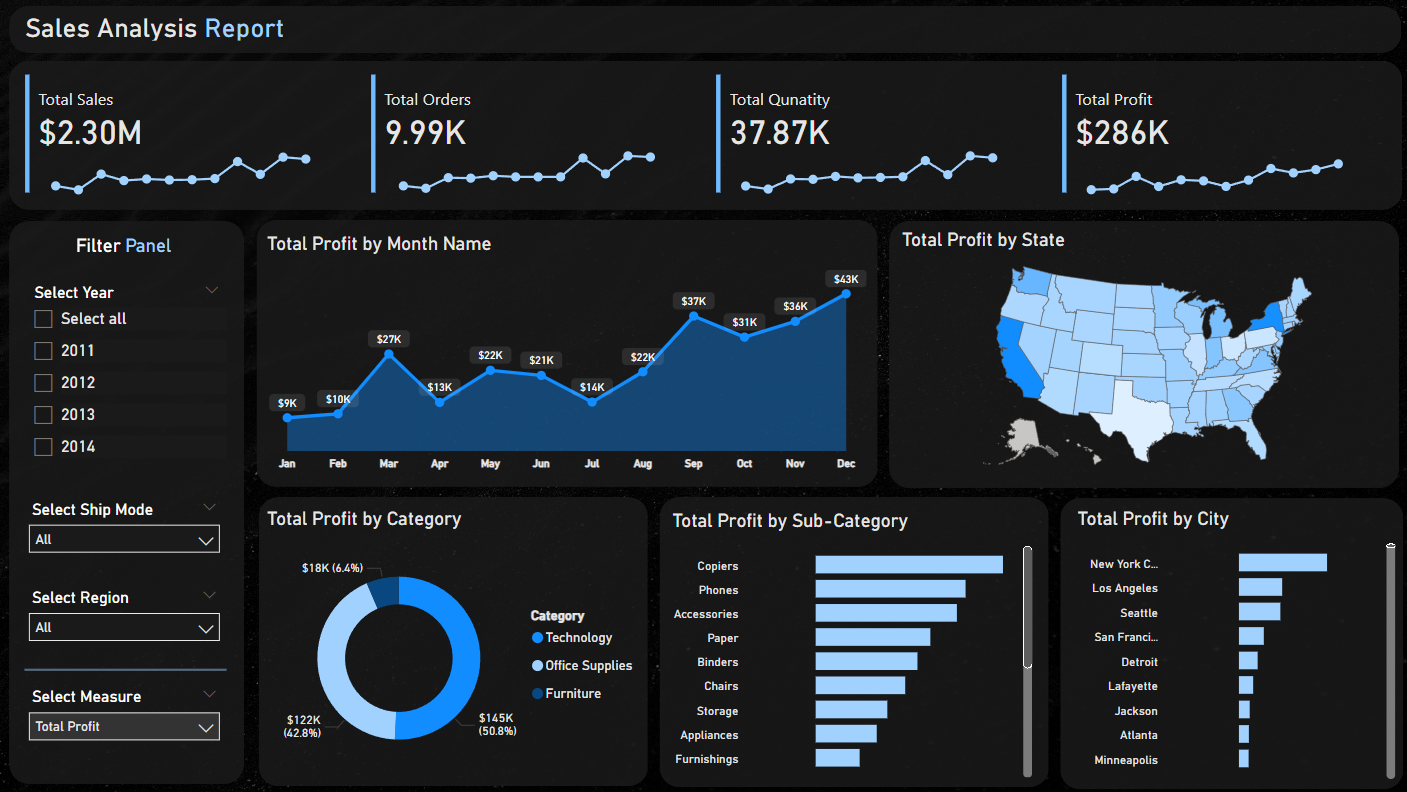 Sales Analysis Report
Total Sales
$2.30M
Total Orders
9.99K
Total Qunatity
37.87K
Total Profit
$286K
Filter Panel
Select Year
Select all
2011
2012
2013
2014
Select Ship Mode
All
Select Region
All
Select Measure
Total Profit
Total Profit by Month Name
$9K
$10K
$27K
$13K
$22K
$21K
$14K
$22K
$37K
$31K
$36K
$43K
Jan Feb Mar Apr May Jun Jul Aug Sep Oct Nov Dec
Total Profit by State
Total Profit by Category
$18K (6.4%)
$122K
(42.8%)
$145K
(50.8%)
Category
Technology
Office Supplies
Furniture
Total Profit by Sub-Category
Copiers
Phones
Accessories
Paper
Binders
Chairs
Storage
Appliances
Furnishings
Total Profit by City
New York C...
Los Angeles
Seattle
San Franci...
Detroit
Lafayette
Jackson
Atlanta
Minneapolis